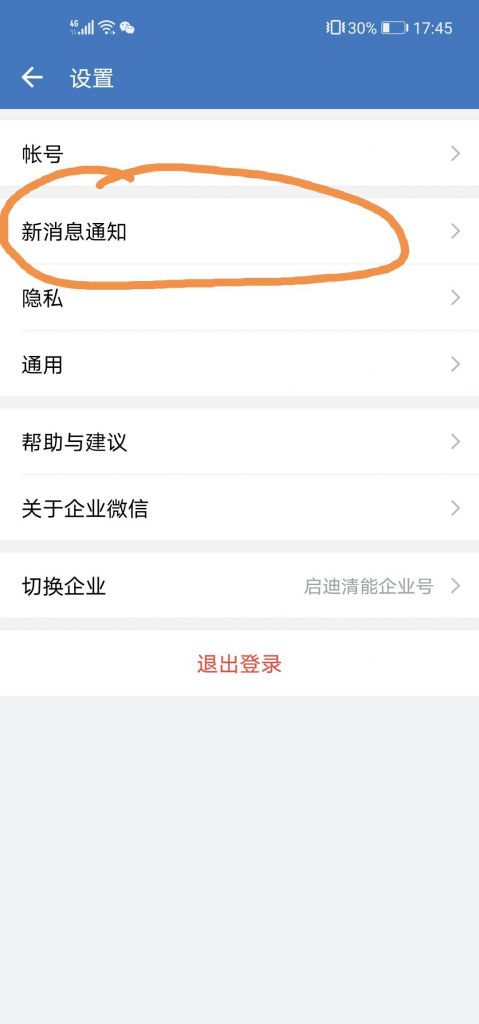 4G 30% 17:45
设置
帐号
新消息通知
隐私
通用
帮助与建议
关于企业微信
切换企业 启迪清能企业号
退出登录